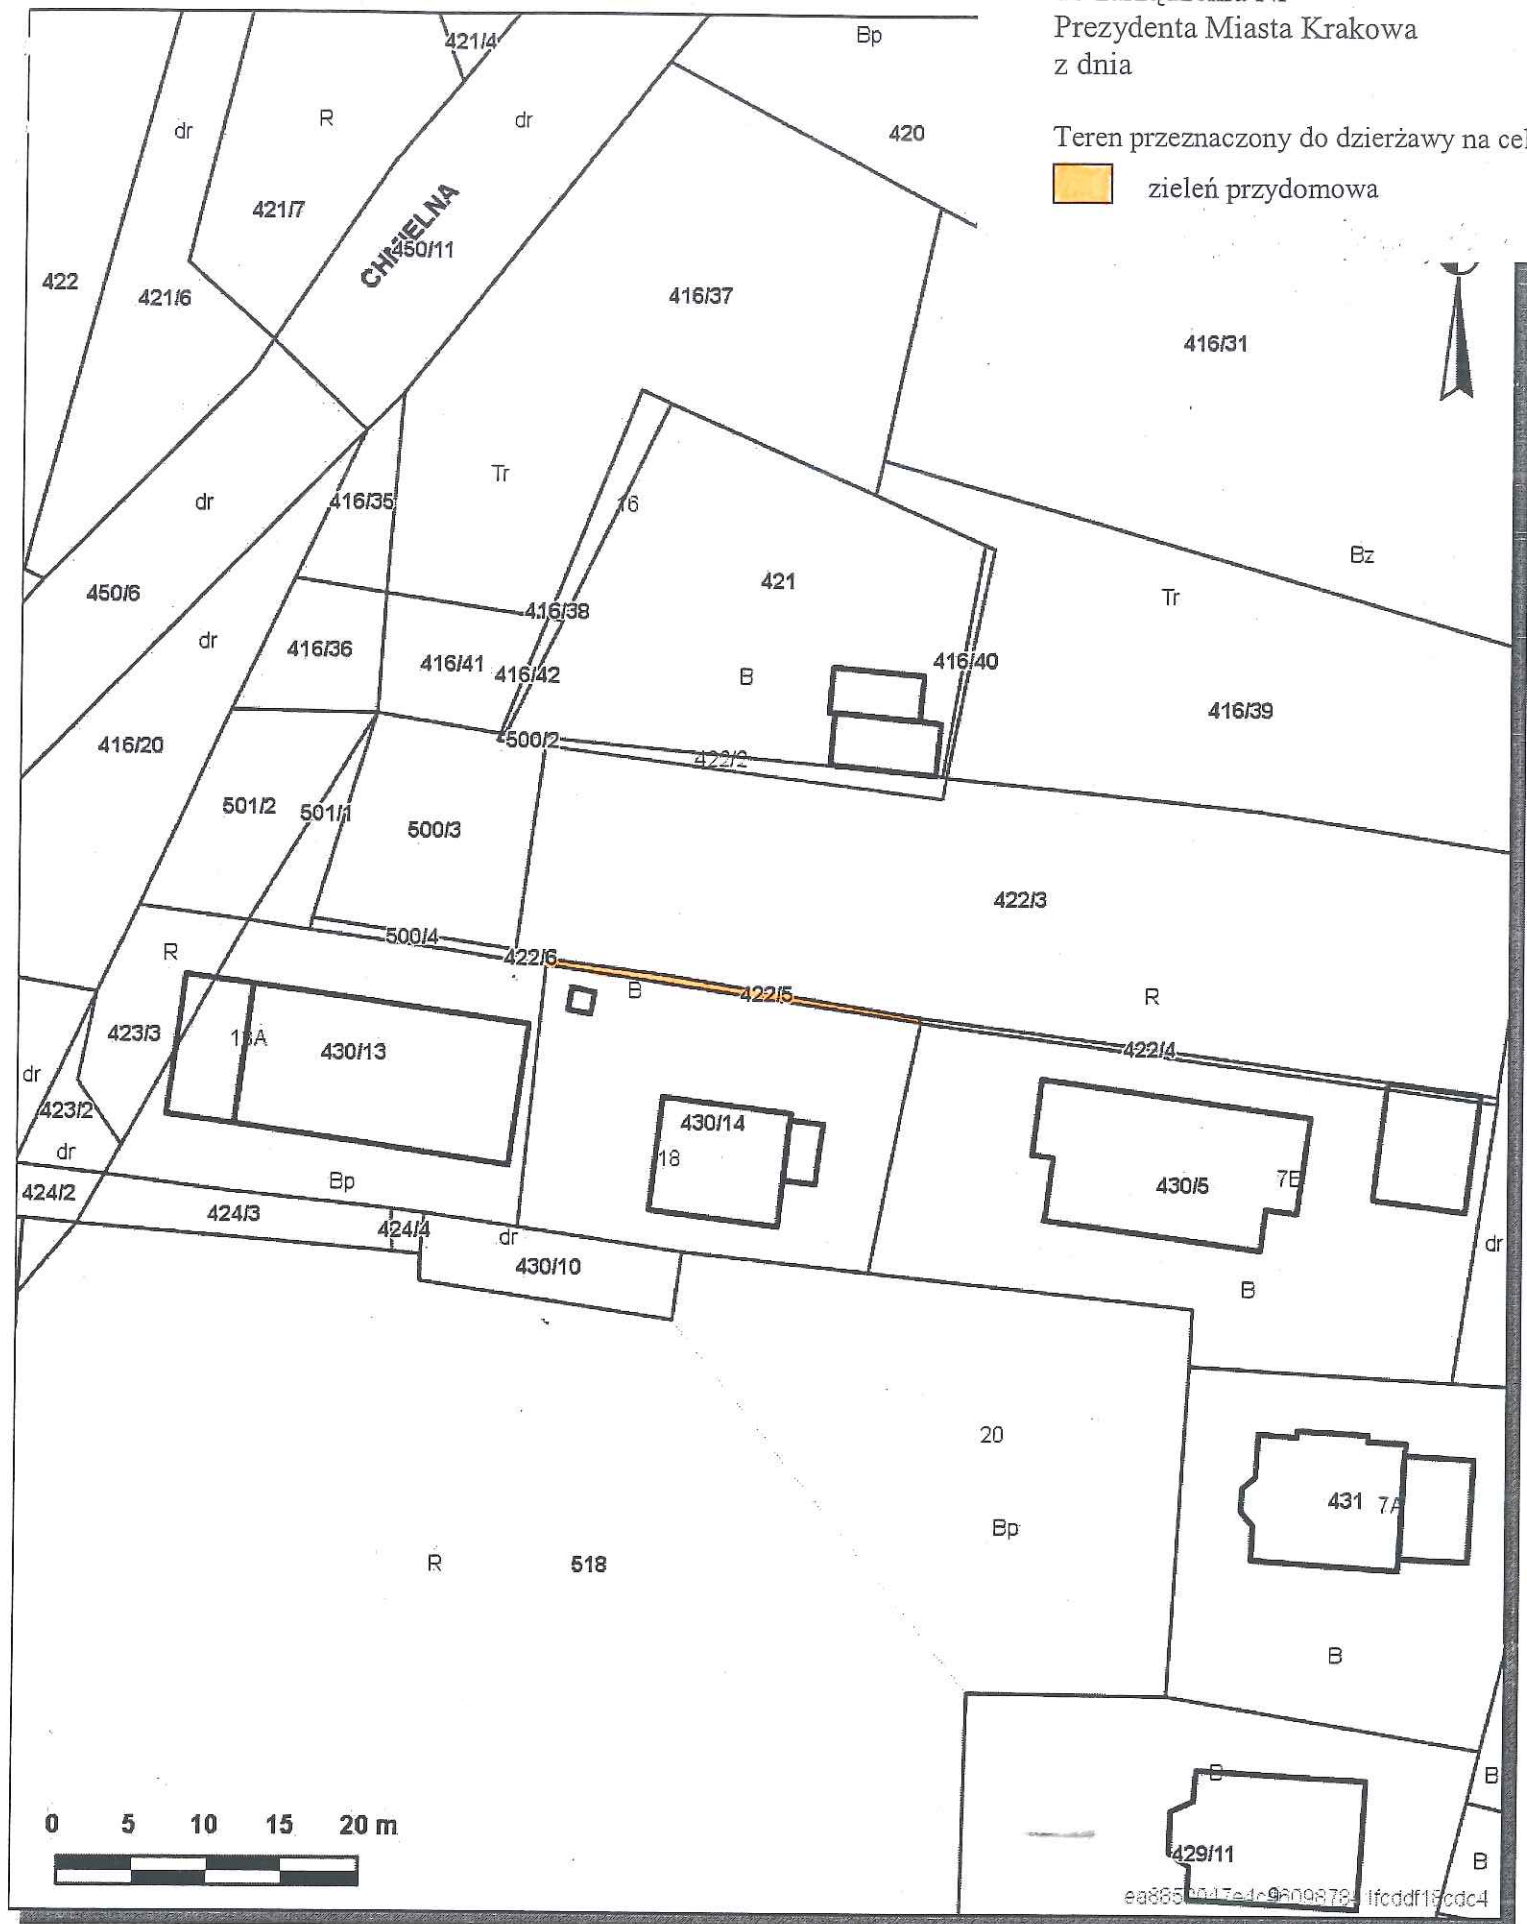 Prezydenta Miasta Krakowa
z dnia
Teren przeznaczony do dzierżawy na cel
zieleń przydomowa
421/4
Bp
dr
R
dr
420
421/7
CHMIELNA
450/11
422
421/6
416/37
416/31
Tr
dr
416/35
16
Bz
421
450/6
Tr
416/38
dr
416/36
416/41
416/42
B
416/40
416/39
416/20
500/2
422/2
501/2
501/1
500/3
422/3
500/4
R
422/6
B
422/5
R
423/3
430/13
422/4
dr
423/2
430/14
dr
18
Bp
430/5
7E
424/2
424/3
424/4
dr
dr
430/10
B
20
431
7A
Bp
R
518
B
B
B
0 5 10 15 20 m
429/11
B